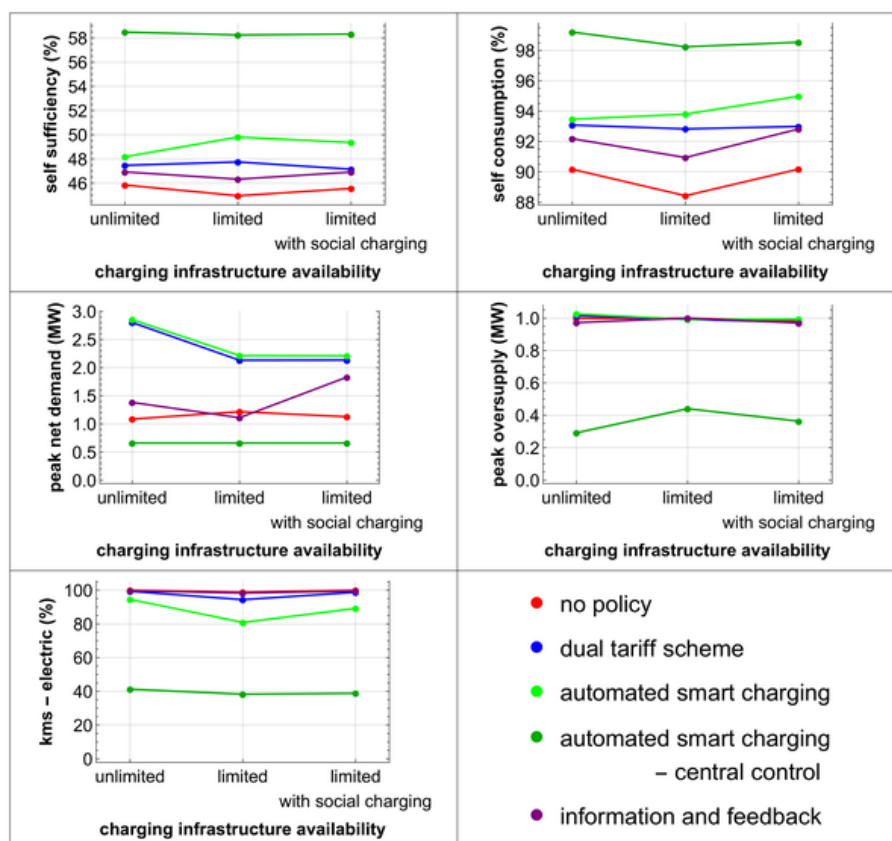 self sufficiency (%)
58
56
54
52
50
48
46
unlimited limited limited
with social charging
charging infrastructure availability
self consumption (%)
98
96
94
92
90
88
unlimited limited limited
with social charging
charging infrastructure availability
peak net demand (MW)
3.0
2.5
2.0
1.5
1.0
0.5
0.0
unlimited limited limited
with social charging
charging infrastructure availability
peak oversupply (MW)
1.0
0.8
0.6
0.4
0.2
0.0
unlimited limited limited
with social charging
charging infrastructure availability
kms – electric (%)
100
80
60
40
20
0
unlimited limited limited
with social charging
charging infrastructure availability
no policy
dual tariff scheme
automated smart charging
automated smart charging
– central control
information and feedback